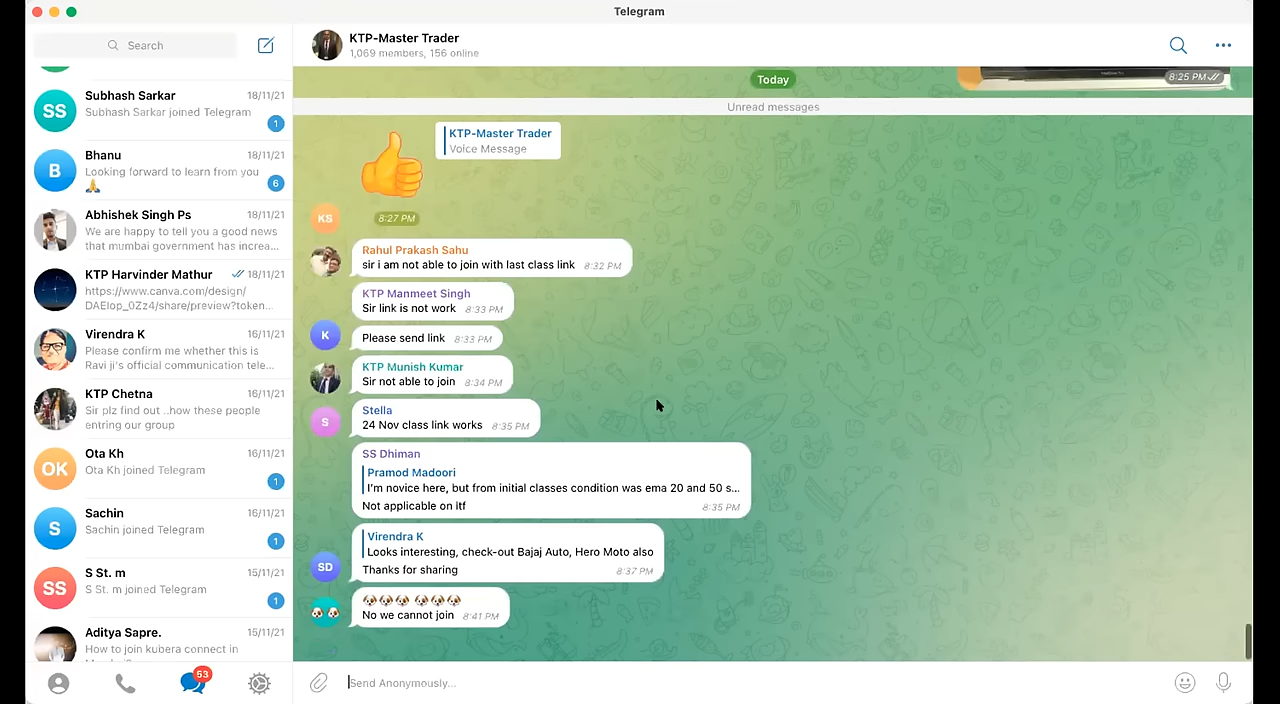 Telegram
Search
Subhash Sarkar 18/11/21
Subhash Sarkar joined Telegram
1
Bhanu 18/11/21
Looking forward to learn from you
🙏
6
Abhishek Singh Ps 18/11/21
We are happy to tell you a good news
that mumbai government has increa...
KTP Harvinder Mathur 18/11/21
https://www.canva.com/design/
DAElop_0Zz4/share/preview?token...
Virendra K 16/11/21
Please confirm me whether this is
Ravi ji's official communication tele...
KTP Chetna 16/11/21
Sir plz find out ..how these people
entring our group
Ota Kh 16/11/21
OK
Ota Kh joined Telegram
1
Sachin 16/11/21
S
Sachin joined Telegram
1
S St. m 15/11/21
SS
S St. m joined Telegram
1
Aditya Sapre. 15/11/21
How to join kubera connect in
53
SS
B
KTP-Master Trader
1,069 members, 156 online
8:25 PM
Today
Unread messages
KTP-Master Trader
Voice Message
KS
8:27 PM
Rahul Prakash Sahu
sir i am not able to join with last class link 8:32 PM
KTP Manmeet Singh
Sir link is not work 8:33 PM
K
Please send link 8:33 PM
KTP Munish Kumar
Sir not able to join 8:34 PM
Stella
S
24 Nov class link works 8:35 PM
SS Dhiman
Pramod Madoori
I'm novice here, but from initial classes condition was ema 20 and 50 s...
Not applicable on itf 8:35 PM
Virendra K
Looks interesting, check-out Bajaj Auto, Hero Moto also
SD
Thanks for sharing 8:37 PM
🐶🐶🐶 🐶🐶🐶
No we cannot join 8:41 PM
Send Anonymously...